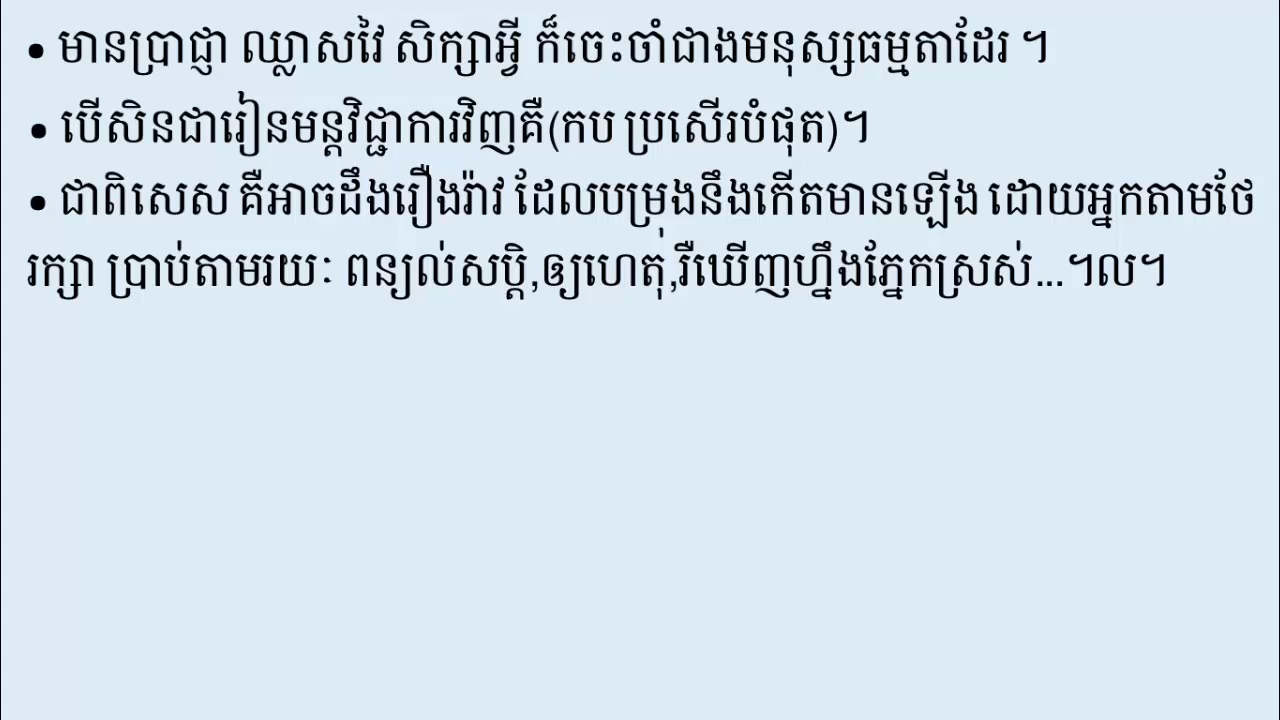 • មានប្រាជ្ញា ឈ្លាសវៃ សិក្សាអ្វី ក៏ចេះចាំជាងមនុស្សធម្មតាដែរ ។
• បើសិនជារៀនមន្តវិជ្ជាការវិញគឺ(កប ប្រសើរបំផុត)។
• ជាពិសេស គឺអាចដឹងរឿងរ៉ាវ ដែលបម្រុងនឹងកើតមានឡើង ដោយអ្នកតាមថែ
រក្សា ប្រាប់តាមរយៈ ពន្យល់សប្តិ,ឲ្យហេតុ,រឺឃើញហ្នឹងភ្នែកស្រស់...។ល។